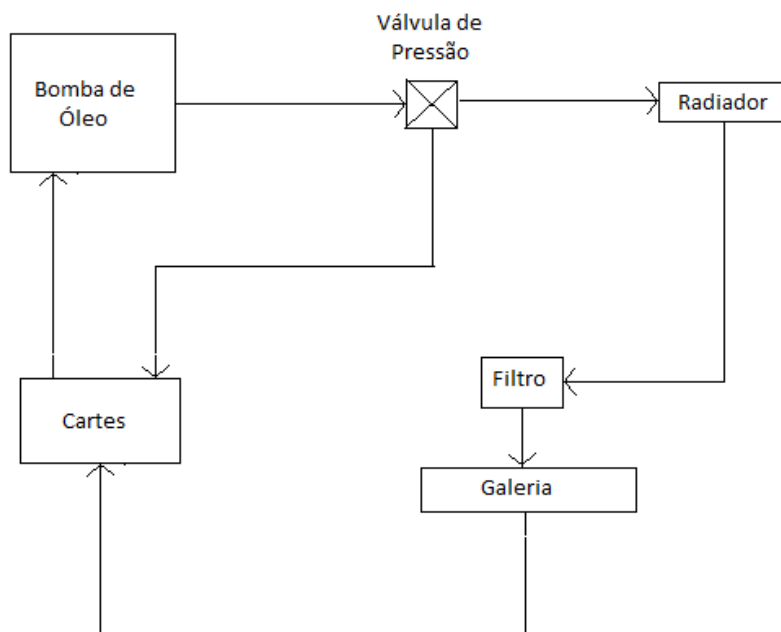 Válvula de
Pressão
Bomba de
Óleo
Radiador
Filtro
Cartes
Galeria